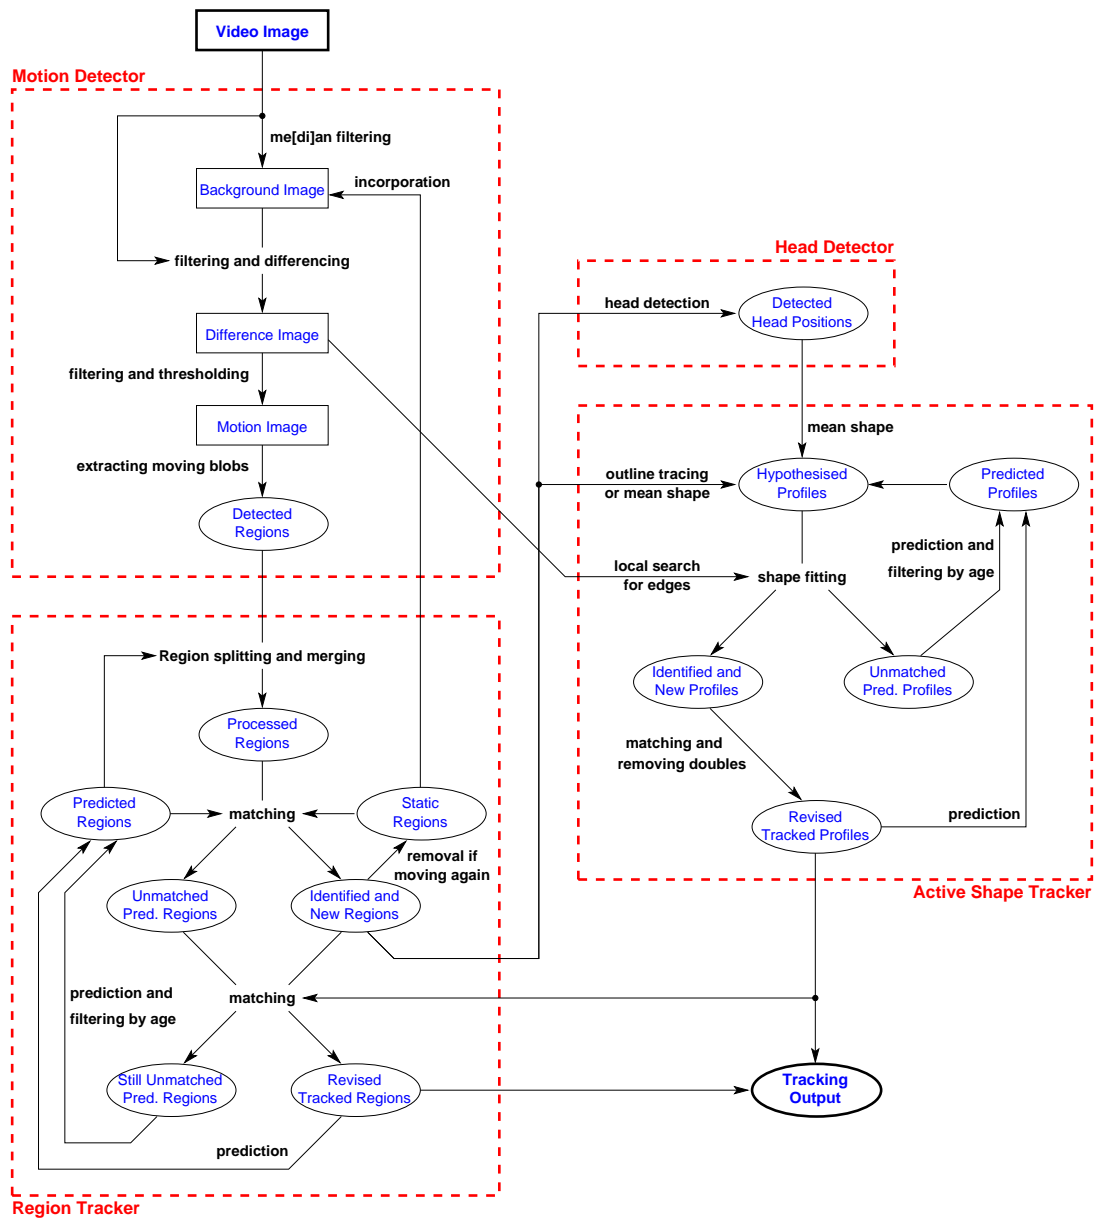 Video Image
Motion Detector
me[di]an filtering
Background Image
incorporation
filtering and differencing
Difference Image
filtering and thresholding
Motion Image
extracting moving blobs
Detected
Regions
Head Detector
head detection
Detected
Head Positions
mean shape
outline tracing
or mean shape
Hypothesised
Profiles
Predicted
Profiles
prediction and
filtering by age
local search
for edges
shape fitting
Identified and
New Profiles
Unmatched
Pred. Profiles
matching and
removing doubles
Revised
Tracked Profiles
prediction
Active Shape Tracker
Region splitting and merging
Processed
Regions
Predicted
Regions
matching
Static
Regions
removal if
moving again
Unmatched
Pred. Regions
Identified and
New Regions
prediction and
filtering by age
matching
Still Unmatched
Pred. Regions
Revised
Tracked Regions
Tracking
Output
prediction
Region Tracker